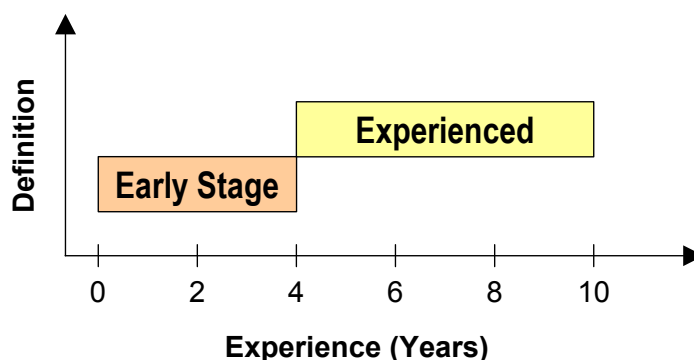 Definition
Experienced
Early Stage
0 2 4 6 8 10
Experience (Years)